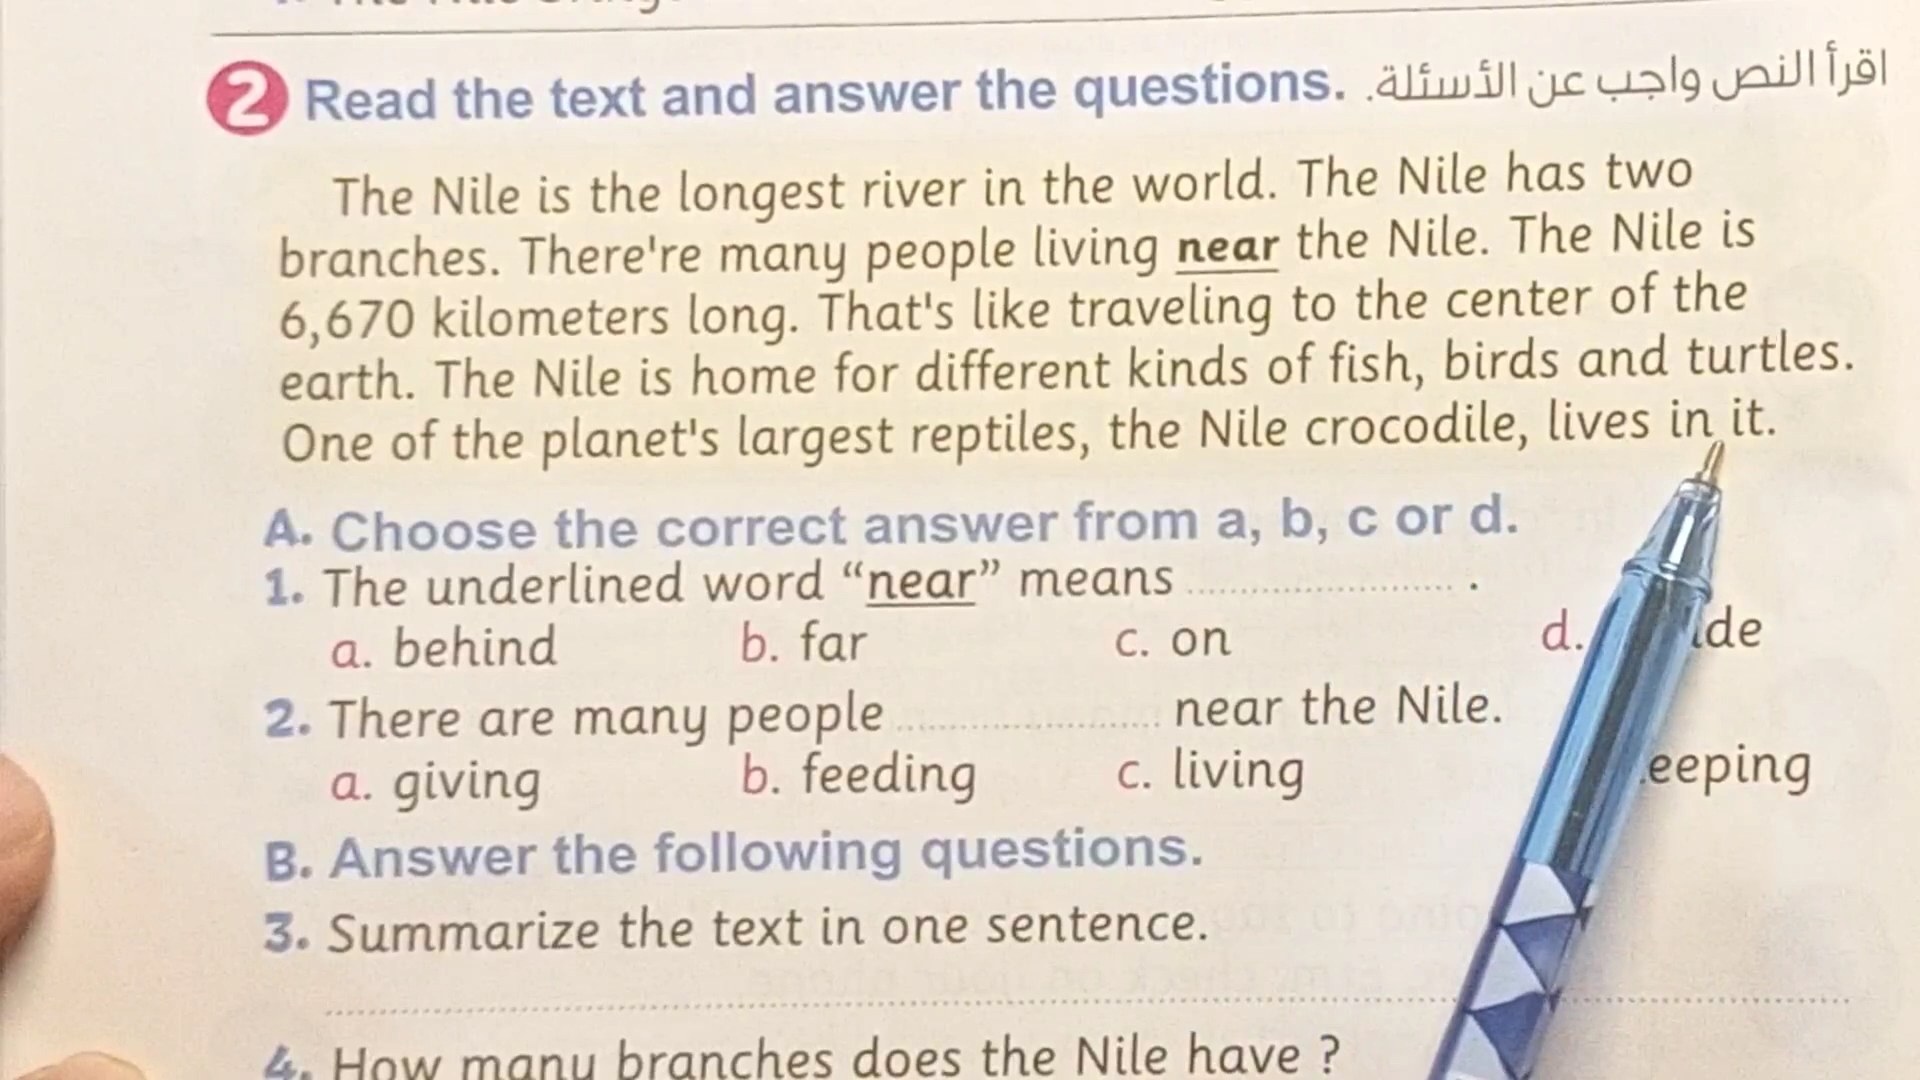 2 Read the text and answer the questions. اقرأ النص واجب عن الأسئلة.
The Nile is the longest river in the world. The Nile has two
branches. There're many people living near the Nile. The Nile is
6,670 kilometers long. That's like traveling to the center of the
earth. The Nile is home for different kinds of fish, birds and turtles.
One of the planet's largest reptiles, the Nile crocodile, lives in it.
A. Choose the correct answer from a, b, c or d.
1. The underlined word “near” means .................... .
a. behind b. far c. on d.
2. There are many people .................... near the Nile.
a. giving b. feeding c. living
B. Answer the following questions.
3. Summarize the text in one sentence.
4. How many branches does the Nile have ?